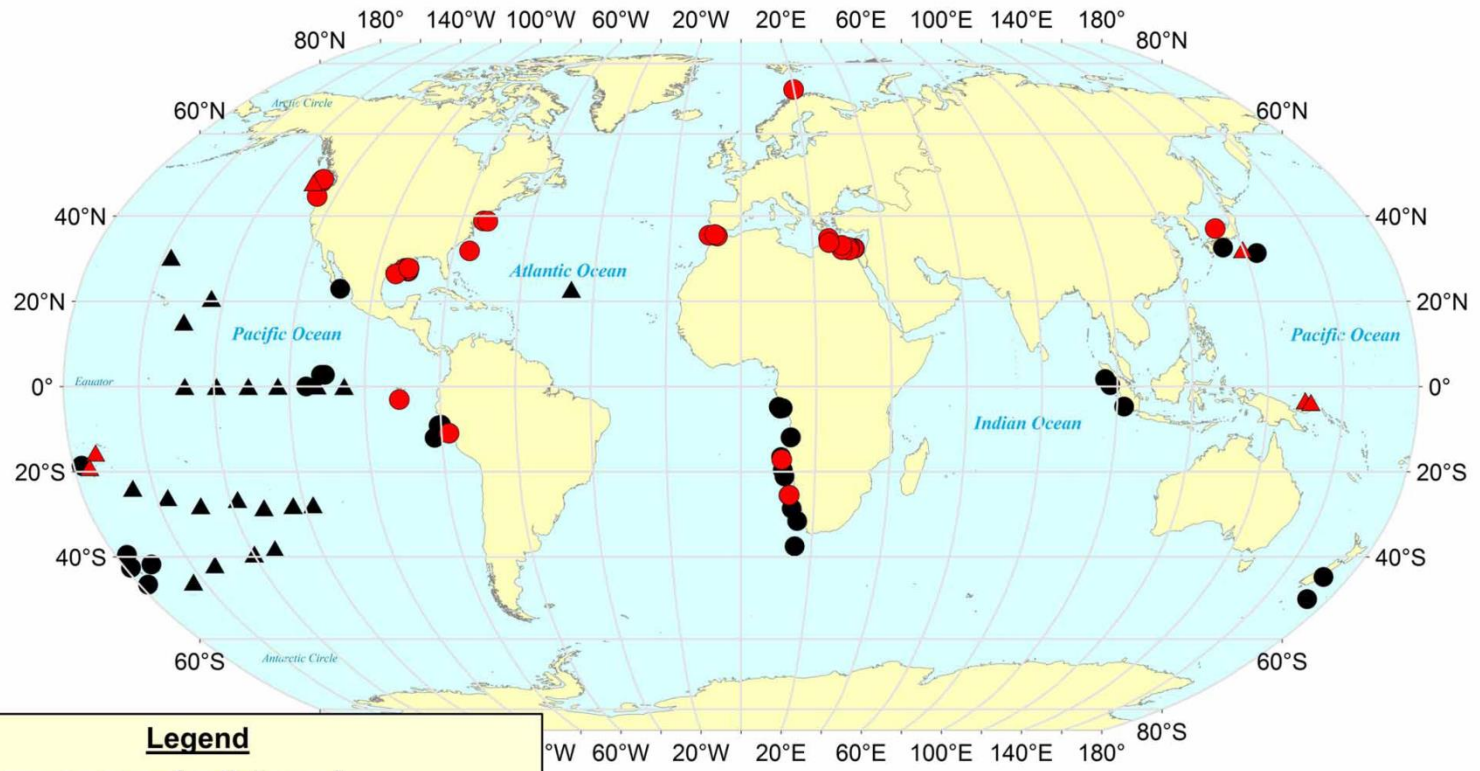 180° 140°W 100°W 60°W 20°W 20°E 60°E 100°E 140°E 180°
80°N 80°N
Arctic Circle
60°N 60°N
40°N 40°N
Atlantic Ocean
20°N 20°N
Pacific Ocean Pacific Ocean
Equator
0° 0°
Indian Ocean
20°S 20°S
40°S 40°S
Antarctic Circle
60°S 60°S
80°S
Legend
°W 60°W 20°W 20°E 60°E 100°E 140°E 180°